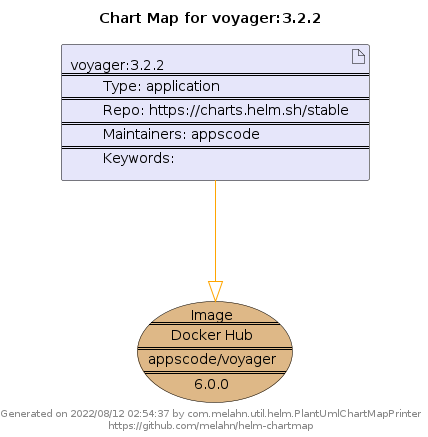 Chart Map for voyager:3.2.2
voyager:3.2.2
Type: application
Repo: https://charts.helm.sh/stable
Maintainers: appscode
Keywords:
Image
Docker Hub
appscode/voyager
6.0.0
Generated on 2022/08/12 02:54:37 by com.melahn.util.helm.PlantUmlChartMapPrinter
https://github.com/melahn/helm-chartmap